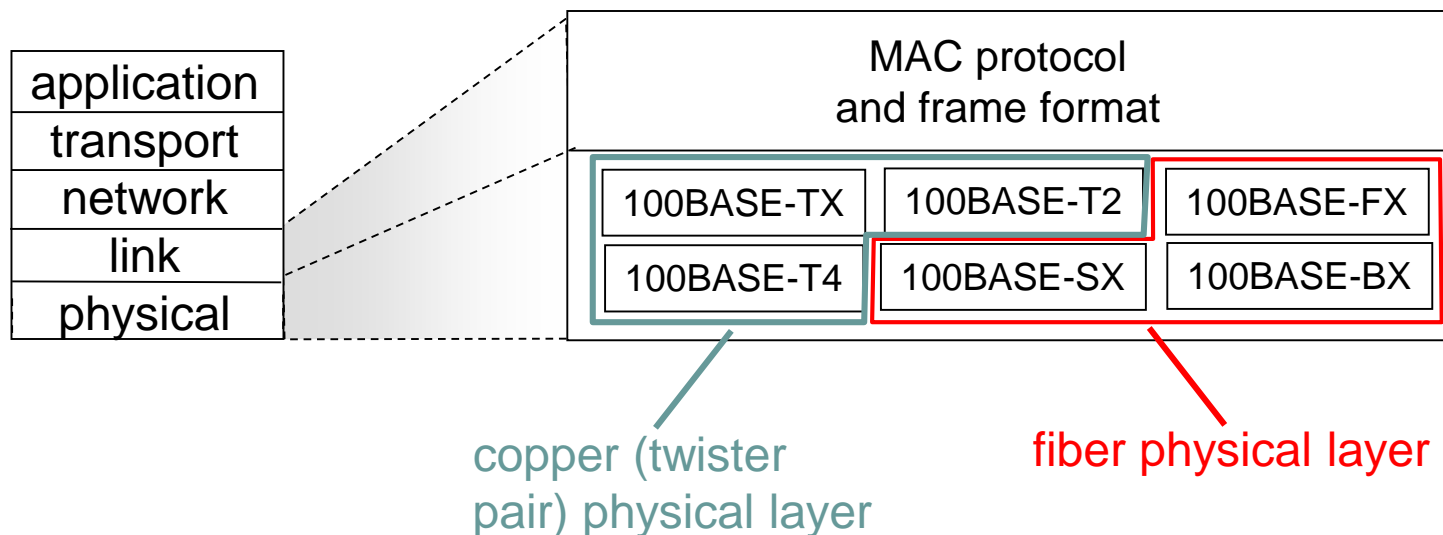 application
transport
network
link
physical
MAC protocol
and frame format
100BASE-TX
100BASE-T2
100BASE-FX
100BASE-T4
100BASE-SX
100BASE-BX
copper (twister
pair) physical layer
fiber physical layer